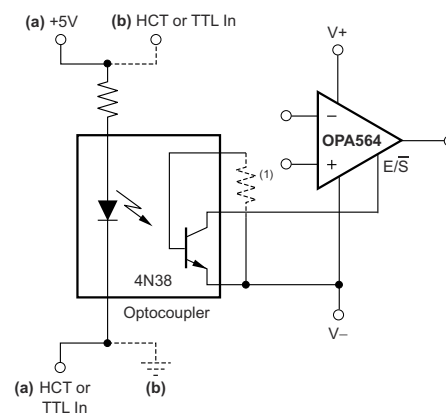 (a) +5V
(b) HCT or TTL In
V+
−
OPA564
+
E/S̅
(1)
4N38
Optocoupler
V−
(a) HCT or
TTL In
(b)